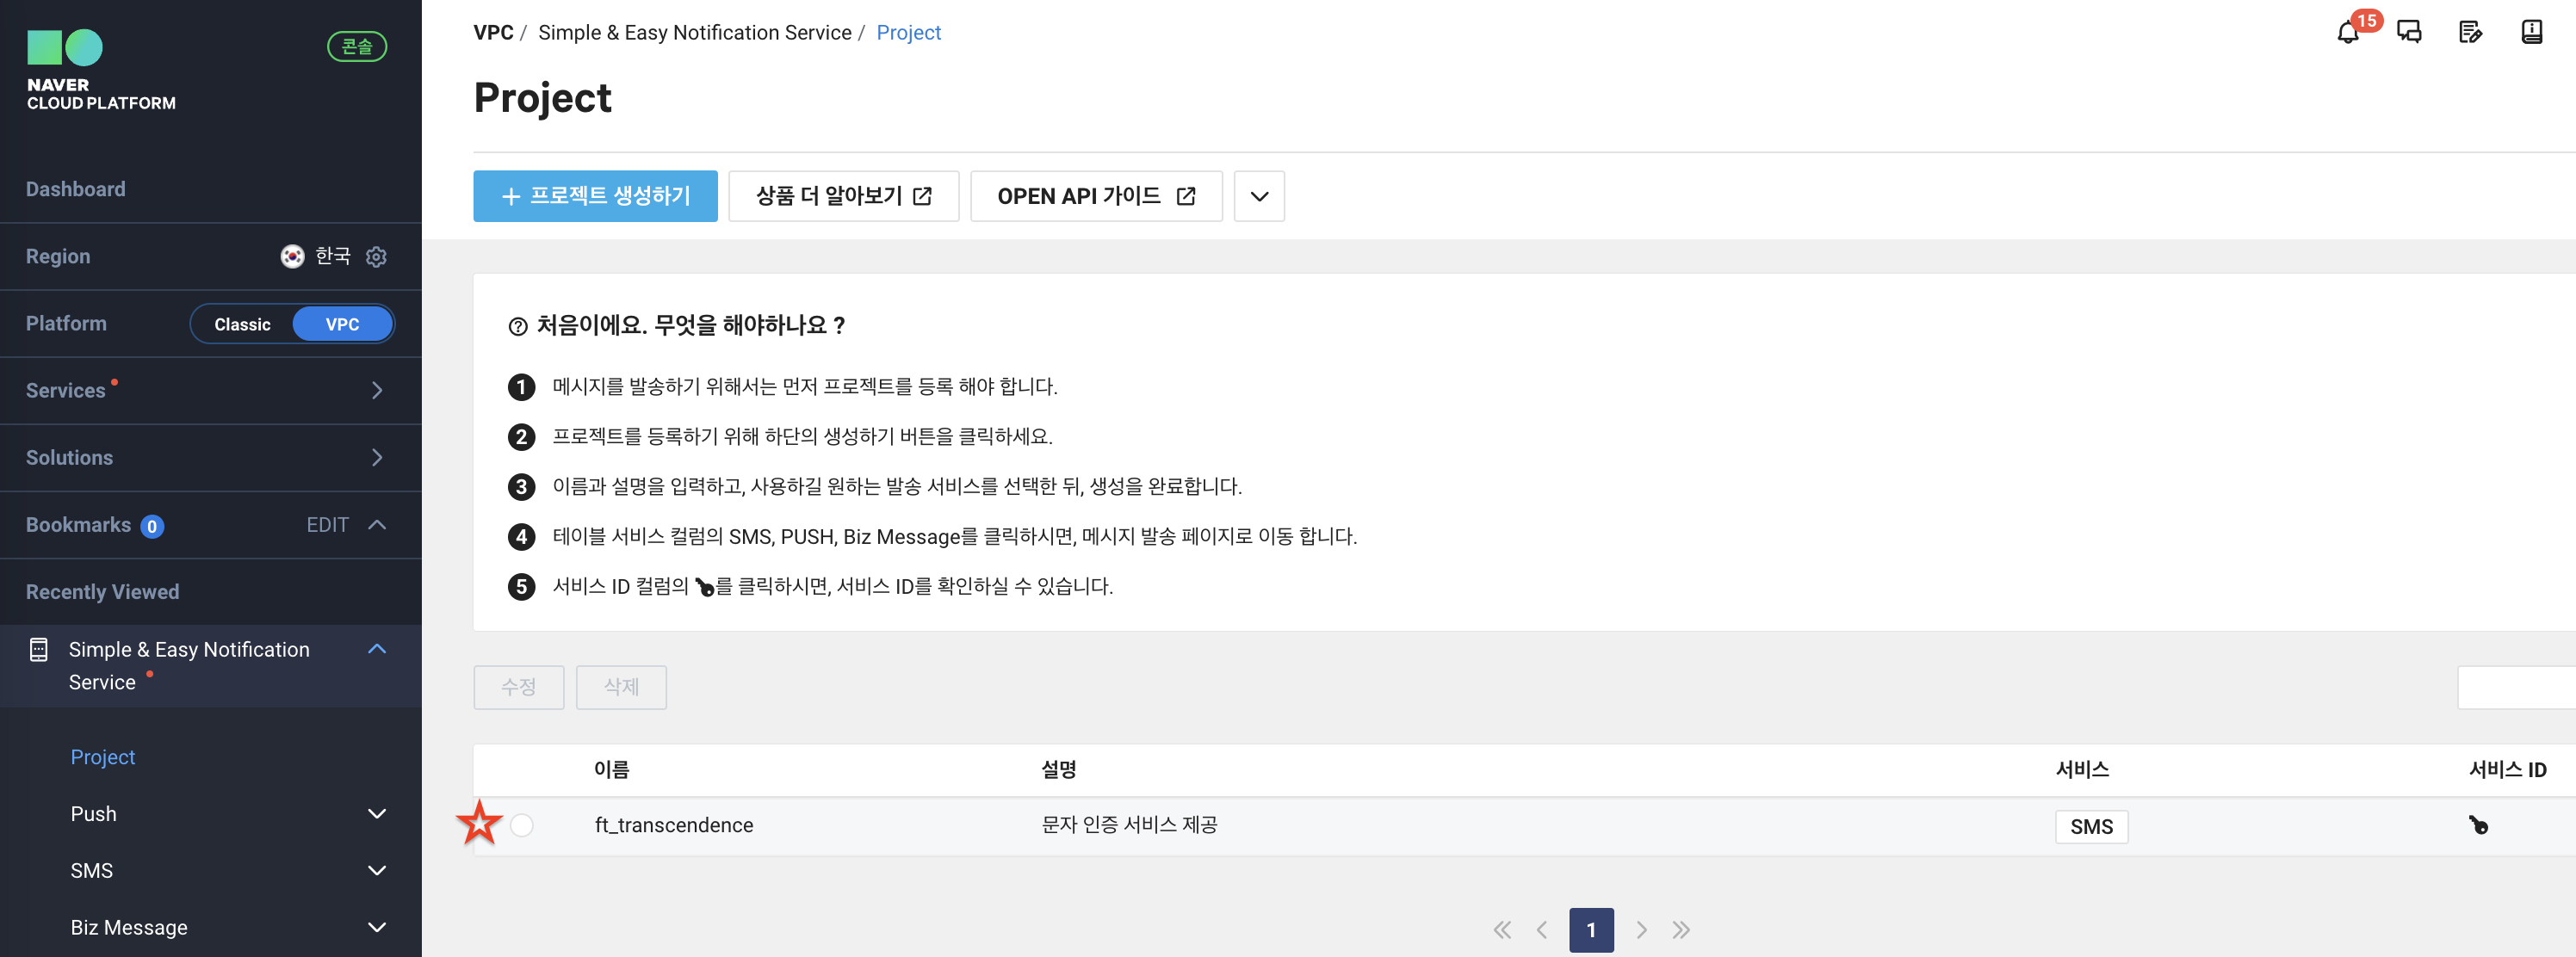 NAVER
CLOUD PLATFORM
콘솔
Dashboard
Region 한국
Platform Classic VPC
Services
Solutions
Bookmarks 0 EDIT
Recently Viewed
Simple & Easy Notification
Service
Project
Push
SMS
Biz Message
VPC / Simple & Easy Notification Service / Project
15
Project
+ 프로젝트 생성하기 상품 더 알아보기 OPEN API 가이드
? 처음이에요. 무엇을 해야하나요 ?
1 메시지를 발송하기 위해서는 먼저 프로젝트를 등록 해야 합니다.
2 프로젝트를 등록하기 위해 하단의 생성하기 버튼을 클릭하세요.
3 이름과 설명을 입력하고, 사용하길 원하는 발송 서비스를 선택한 뒤, 생성을 완료합니다.
4 테이블 서비스 컬럼의 SMS, PUSH, Biz Message를 클릭하시면, 메시지 발송 페이지로 이동 합니다.
5 서비스 ID 컬럼의 를 클릭하시면, 서비스 ID를 확인하실 수 있습니다.
수정 삭제
이름 설명 서비스 서비스 ID
ft_transcendence 문자 인증 서비스 제공 SMS
1